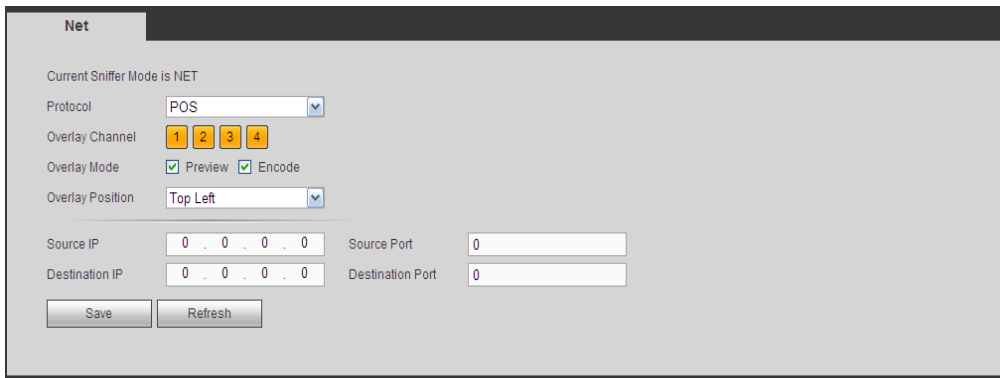 Net
Current Sniffer Mode is NET
Protocol POS
Overlay Channel 1 2 3 4
Overlay Mode Preview Encode
Overlay Position Top Left
Source IP 0 . 0 . 0 . 0 Source Port 0
Destination IP 0 . 0 . 0 . 0 Destination Port 0
Save Refresh